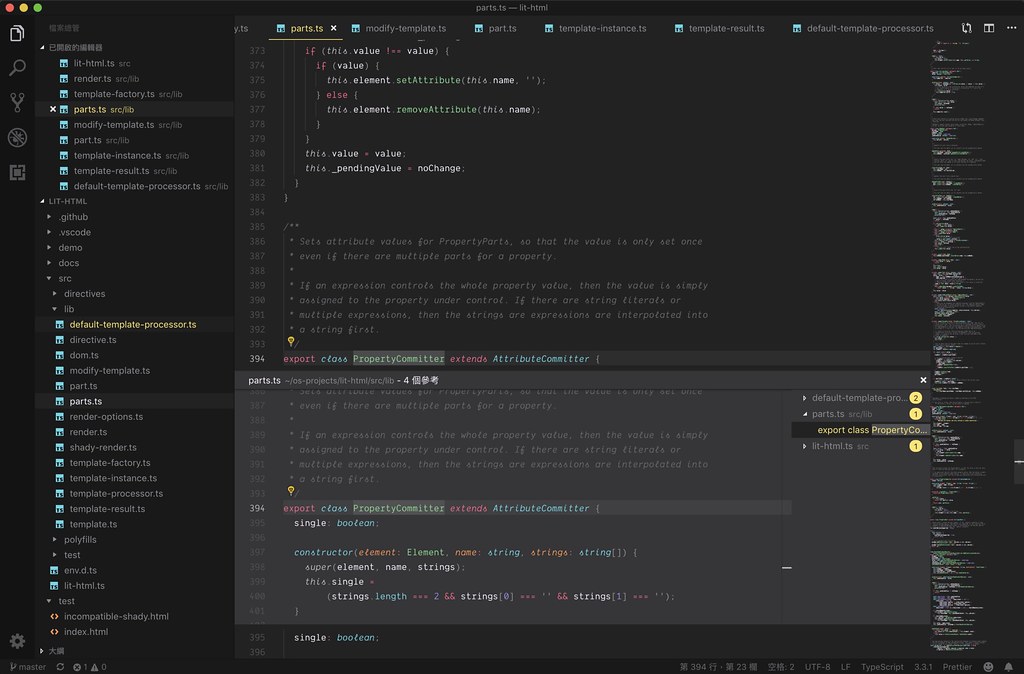 parts.ts — lit-html
y.ts
parts.ts
modify-template.ts
part.ts
template-instance.ts
template-result.ts
default-template-processor.ts
檔案總管
已開啟的編輯器
lit-html.ts src
render.ts src/lib
template-factory.ts src/lib
parts.ts src/lib
modify-template.ts src/lib
part.ts src/lib
template-instance.ts src/lib
template-result.ts src/lib
default-template-processor.ts src/lib
LIT-HTML
.github
.vscode
demo
docs
src
directives
lib
default-template-processor.ts
directive.ts
dom.ts
modify-template.ts
part.ts
parts.ts
render-options.ts
render.ts
shady-render.ts
template-factory.ts
template-instance.ts
template-processor.ts
template-result.ts
template.ts
polyfills
test
env.d.ts
lit-html.ts
test
incompatible-shady.html
index.html
大綱
373 if (this.value !== value) {
374 if (value) {
375 this.element.setAttribute(this.name, '');
376 } else {
377 this.element.removeAttribute(this.name);
378 }
379 }
380 this.value = value;
381 this._pendingValue = noChange;
382 }
383 }
384
385 /**
386 * Sets attribute values for PropertyParts, so that the value is only set once
387 * even if there are multiple parts for a property.
388 *
389 * If an expression controls the whole property value, then the value is simply
390 * assigned to the property under control. If there are string literals or
391 * multiple expressions, then the strings are expressions are interpolated into
392 * a string first.
393 */
394 export class PropertyCommitter extends AttributeCommitter {
parts.ts ~/os-projects/lit-html/src/lib - 4 個參考
386 * Sets attribute values for PropertyParts, so that the value is only set once
387 * even if there are multiple parts for a property.
388 *
389 * If an expression controls the whole property value, then the value is simply
390 * assigned to the property under control. If there are string literals or
391 * multiple expressions, then the strings are expressions are interpolated into
392 * a string first.
393 */
394 export class PropertyCommitter extends AttributeCommitter {
395 single: boolean;
396
397 constructor(element: Element, name: string, strings: string[]) {
398 super(element, name, strings);
399 this.single =
400 (strings.length === 2 && strings[0] === '' && strings[1] === '');
401 }
default-template-pro... 2
parts.ts src/lib 1
export class PropertyCo...
lit-html.ts src 1
395 single: boolean;
396
master
1
0
第 394 行，第 23 欄
空格: 2
UTF-8
LF
TypeScript
3.3.1
Prettier